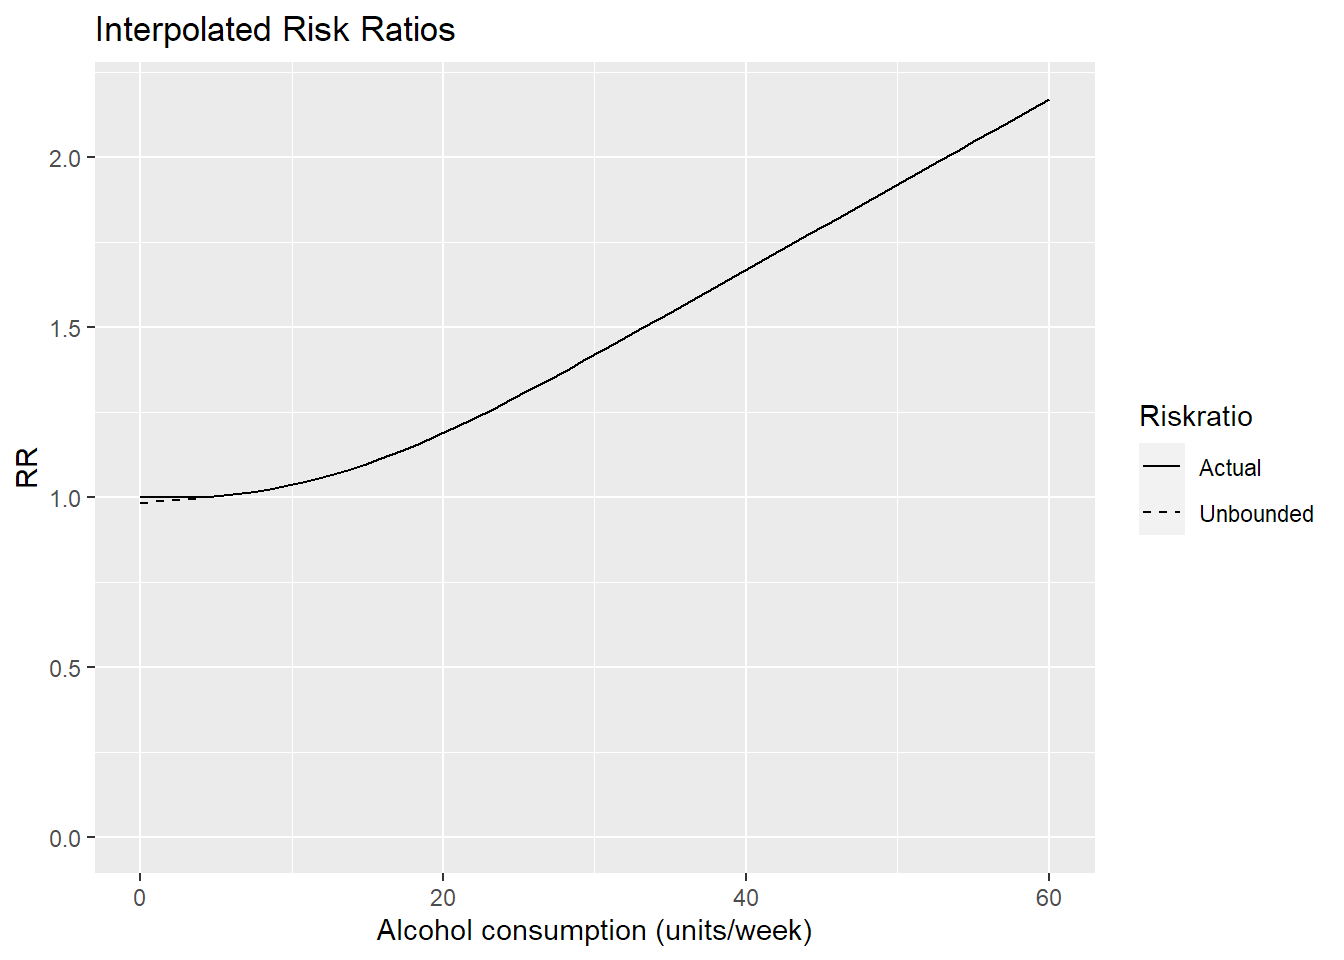 Interpolated Risk Ratios
2.0
1.5
1.0
0.5
0.0
RR
0 20 40 60
Alcohol consumption (units/week)
Riskratio
Actual
Unbounded